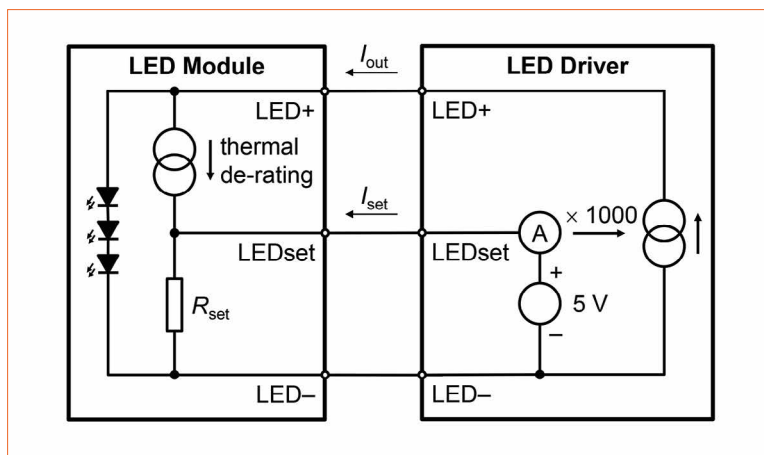 LED Module
I_out
LED Driver
LED+
LED+
thermal
de-rating
I_set
× 1000
LEDset
LEDset
A
+
5 V
–
R_set
LED–
LED–